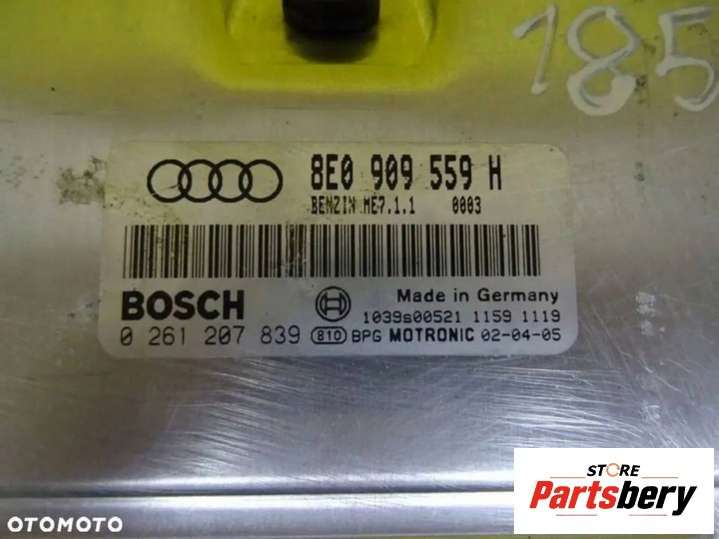 185
8E0 909 559 H
BENZIN ME7.1.1 0003
BOSCH
Made in Germany
1039s00521 1159 1119
0 261 207 839 810 BPG MOTRONIC 02-04-05
STORE
Partsbery
OTOMOTO